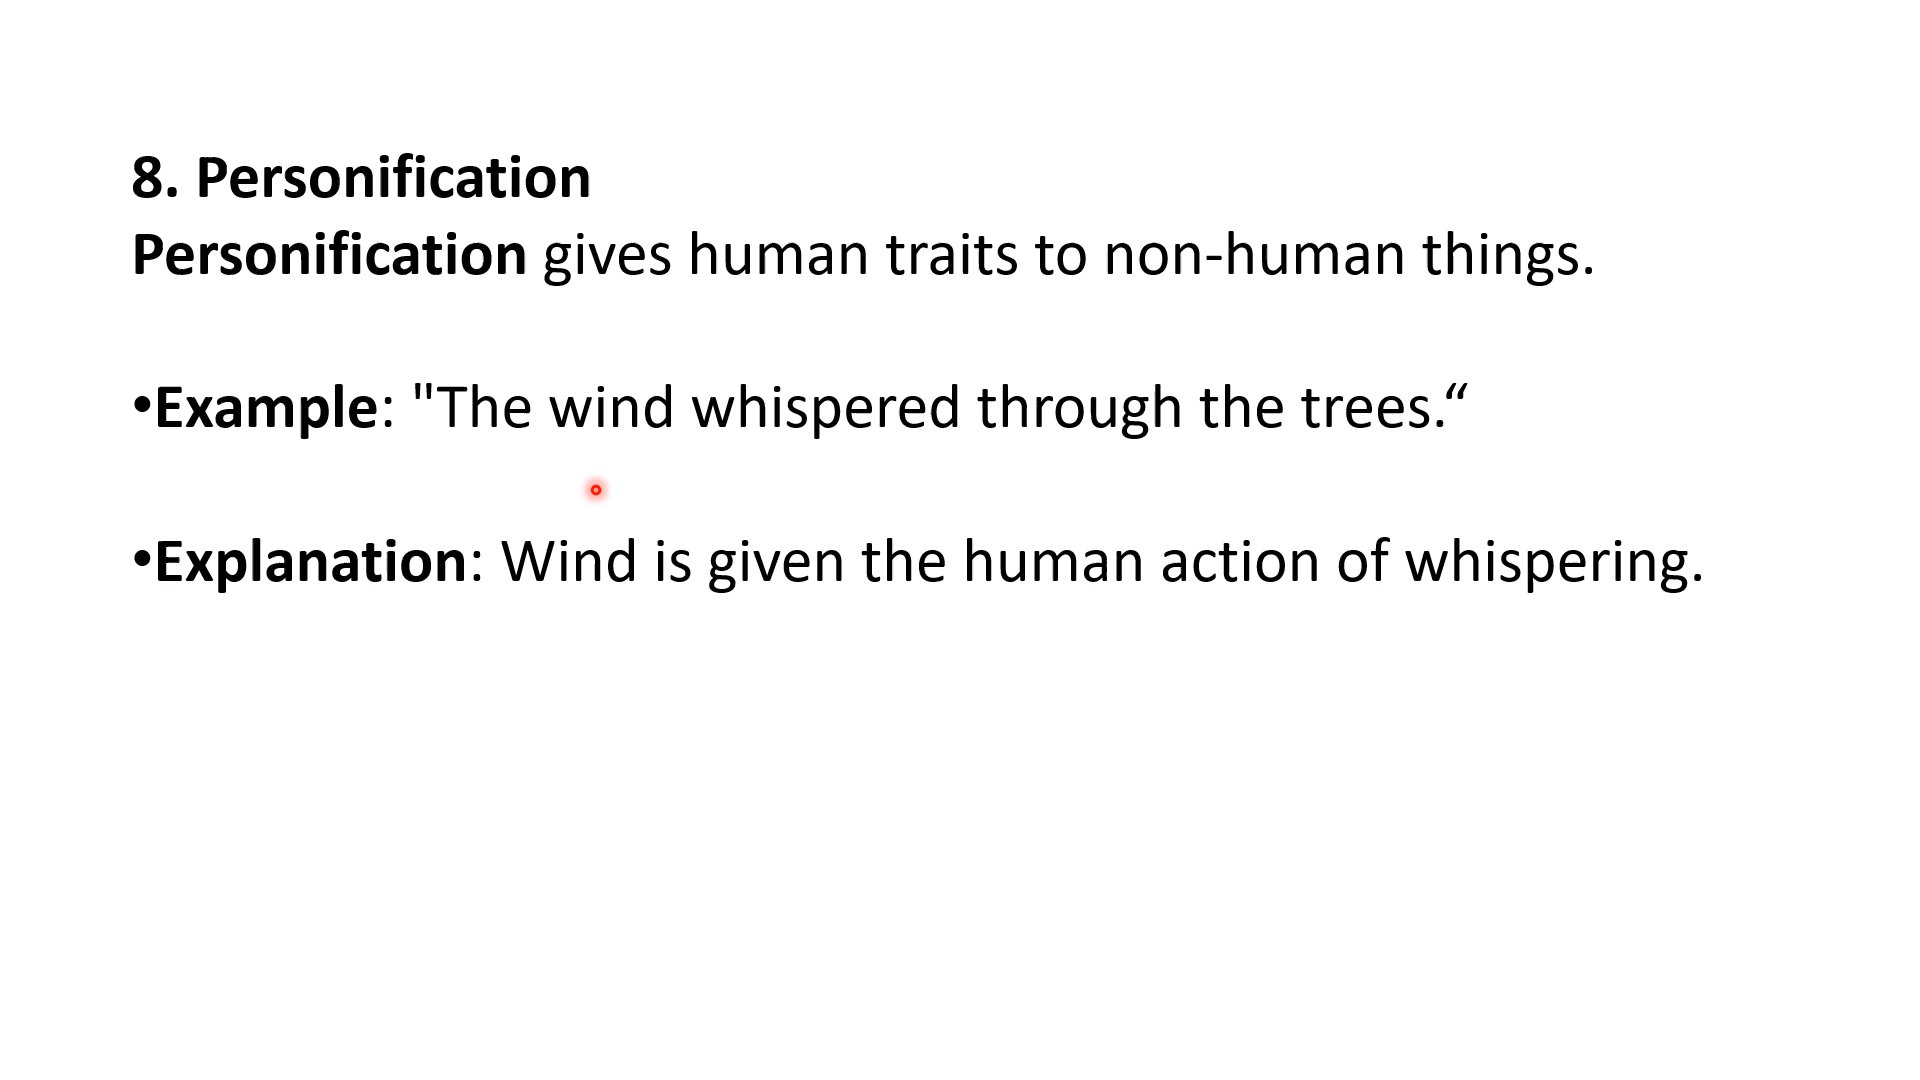 8. Personification
Personification gives human traits to non-human things.
•Example: "The wind whispered through the trees.“
•Explanation: Wind is given the human action of whispering.